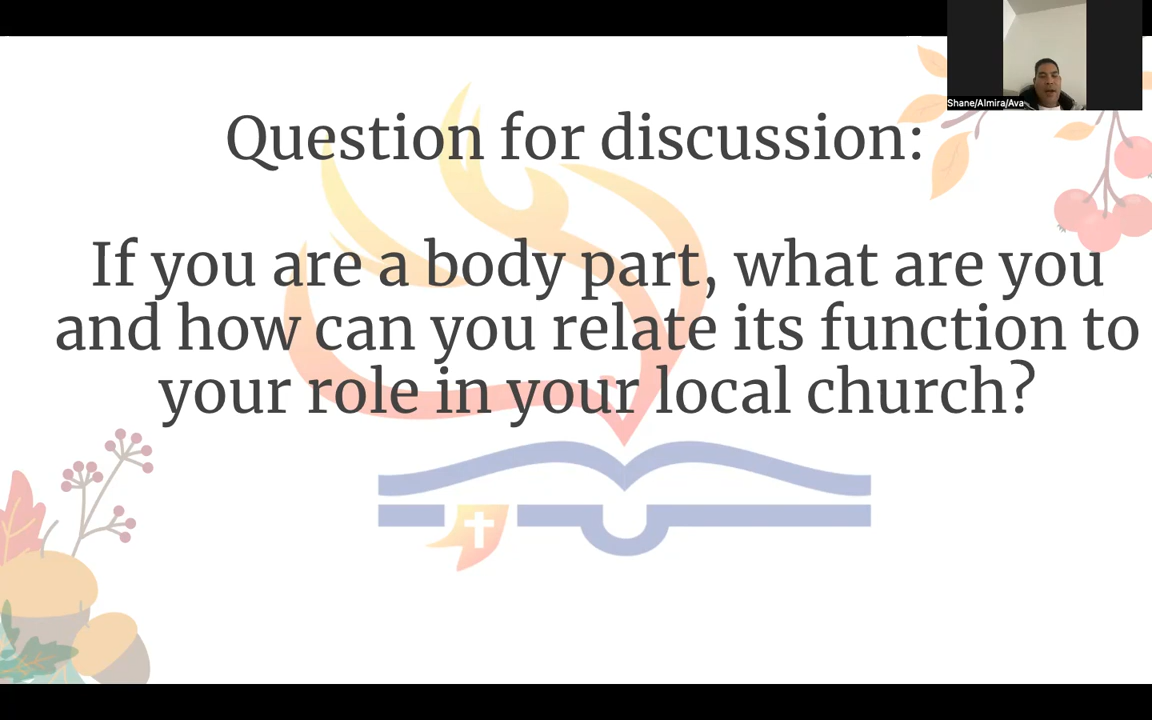 Shane/Almira/Ava
Question for discussion:
If you are a body part, what are you
and how can you relate its function to
your role in your local church?